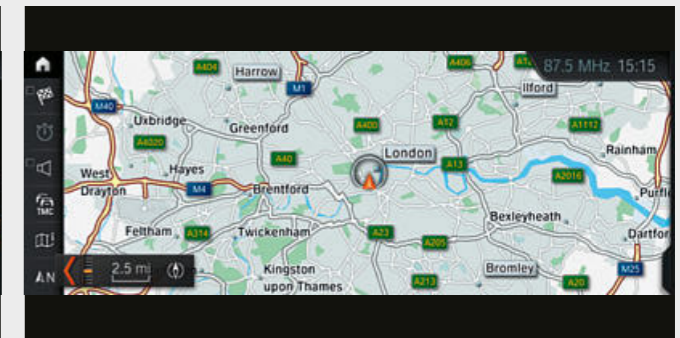 A404
Harrow
A406
87.5 MHz 15:15
M1
Ilford
M40
Uxbridge
Greenford
A400
A12
A1112
A4020
A40
London
A13
Rainham
West
Drayton
Hayes
M4
Brentford
A2016
Purfl
Feltham
A314
Twickenham
A23
A205
Bexleyheath
Dartfor
2.5 mi
Kingston
upon Thames
A213
Bromley
A20
M25
TMC
AN